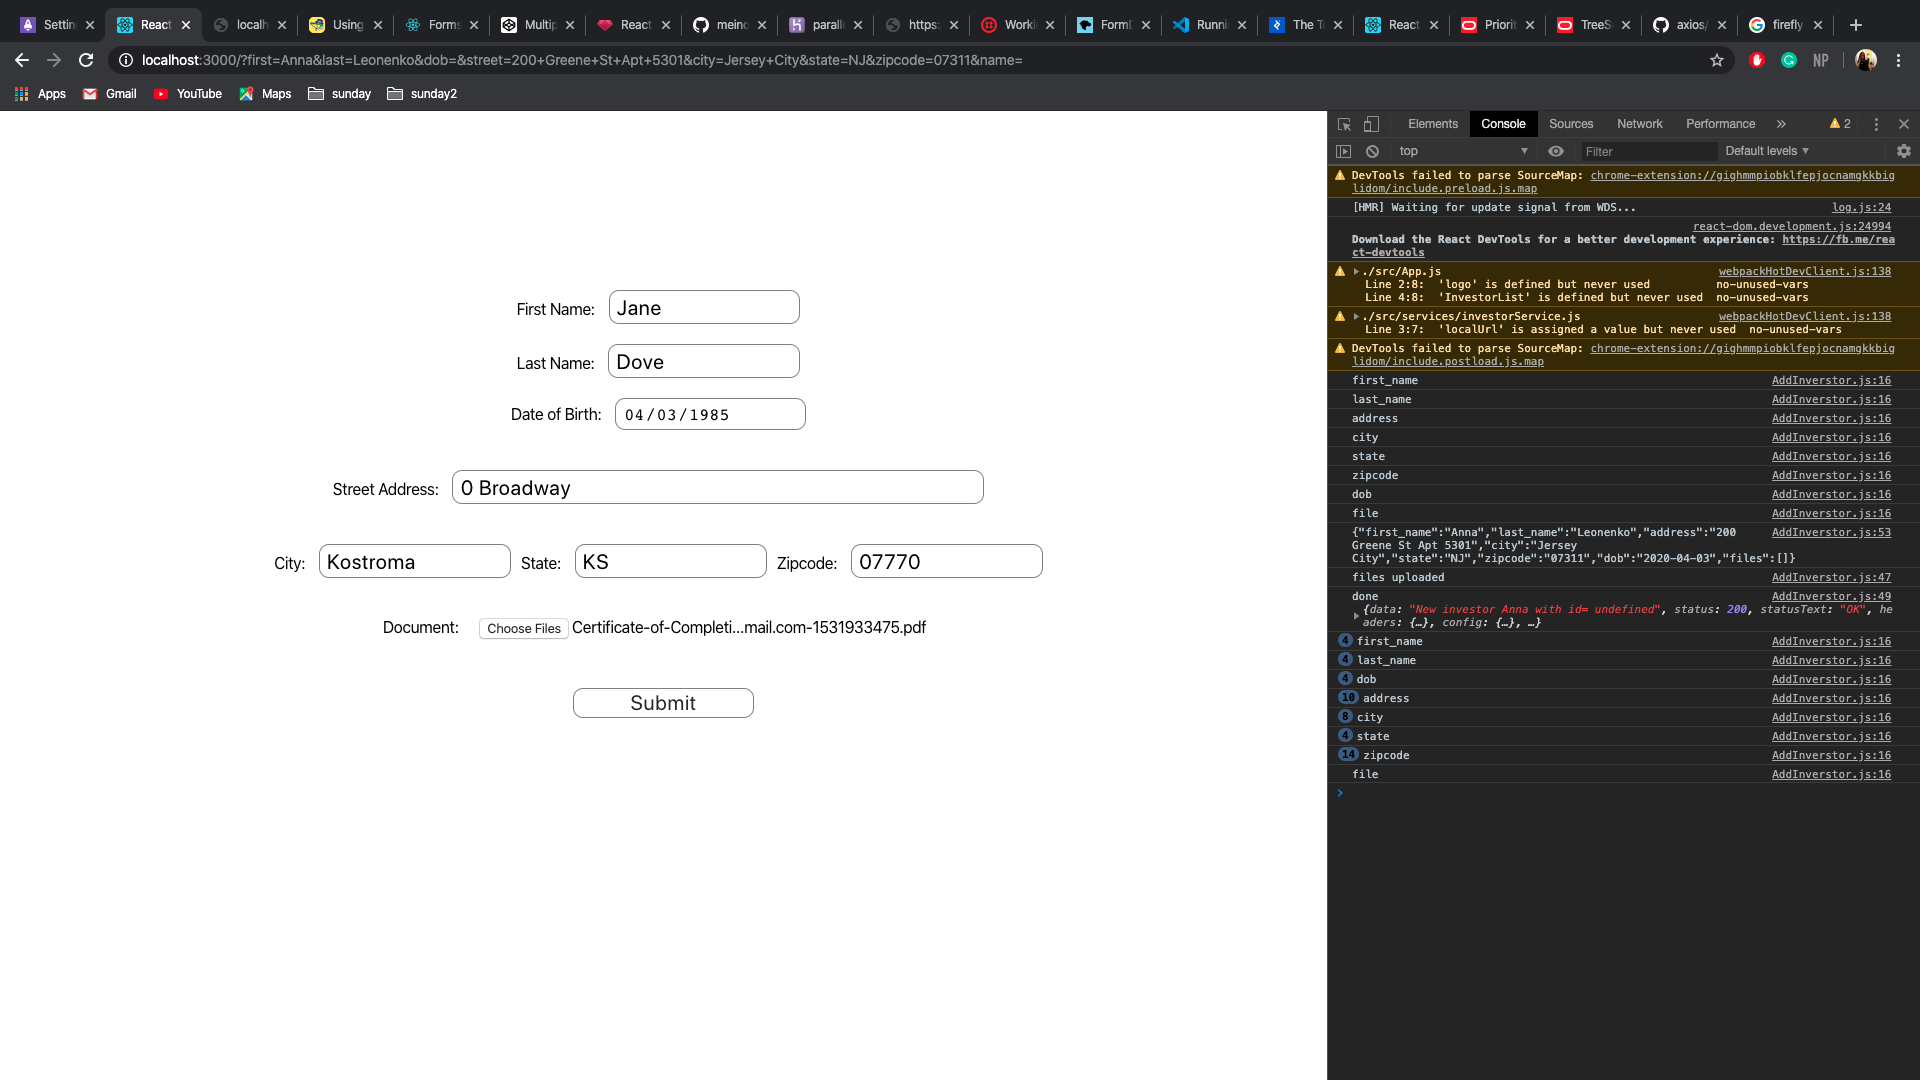 Settin
React
localh
Using
Forms
Multip
React
meino
paralle
https:
Worki
FormD
Runni
The To
React
Priorit
TreeS
axios/
firefly
localhost:3000/?first=Anna&last=Leonenko&dob=&street=200+Greene+St+Apt+5301&city=Jersey+City&state=NJ&zipcode=07311&name=
NP
Apps
Gmail
YouTube
Maps
sunday
sunday2
First Name: Jane
Last Name: Dove
Date of Birth: 04/03/1985
Street Address: 0 Broadway
City: Kostroma State: KS Zipcode: 07770
Document: Choose Files Certificate-of-Completi...mail.com-1531933475.pdf
Submit
Elements Console Sources Network Performance » 2
top Filter Default levels
DevTools failed to parse SourceMap: chrome-extension://gighmmpiobklfepjocnamgkkbig
lidom/include.preload.js.map
[HMR] Waiting for update signal from WDS... log.js:24
react-dom.development.js:24994
Download the React DevTools for a better development experience: https://fb.me/rea
ct-devtools
./src/App.js webpackHotDevClient.js:138
Line 2:8: 'logo' is defined but never used no-unused-vars
Line 4:8: 'InvestorList' is defined but never used no-unused-vars
./src/services/investorService.js webpackHotDevClient.js:138
Line 3:7: 'localUrl' is assigned a value but never used no-unused-vars
DevTools failed to parse SourceMap: chrome-extension://gighmmpiobklfepjocnamgkkbig
lidom/include.postload.js.map
first_name AddInverstor.js:16
last_name AddInverstor.js:16
address AddInverstor.js:16
city AddInverstor.js:16
state AddInverstor.js:16
zipcode AddInverstor.js:16
dob AddInverstor.js:16
file AddInverstor.js:16
{"first_name":"Anna","last_name":"Leonenko","address":"200 AddInverstor.js:53
Greene St Apt 5301","city":"Jersey
City","state":"NJ","zipcode":"07311","dob":"2020-04-03","files":[]}
files uploaded AddInverstor.js:47
done AddInverstor.js:49
{data: "New investor Anna with id= undefined", status: 200, statusText: "OK", he
aders: {…}, config: {…}, …}
4 first_name AddInverstor.js:16
4 last_name AddInverstor.js:16
4 dob AddInverstor.js:16
10 address AddInverstor.js:16
8 city AddInverstor.js:16
4 state AddInverstor.js:16
14 zipcode AddInverstor.js:16
file AddInverstor.js:16